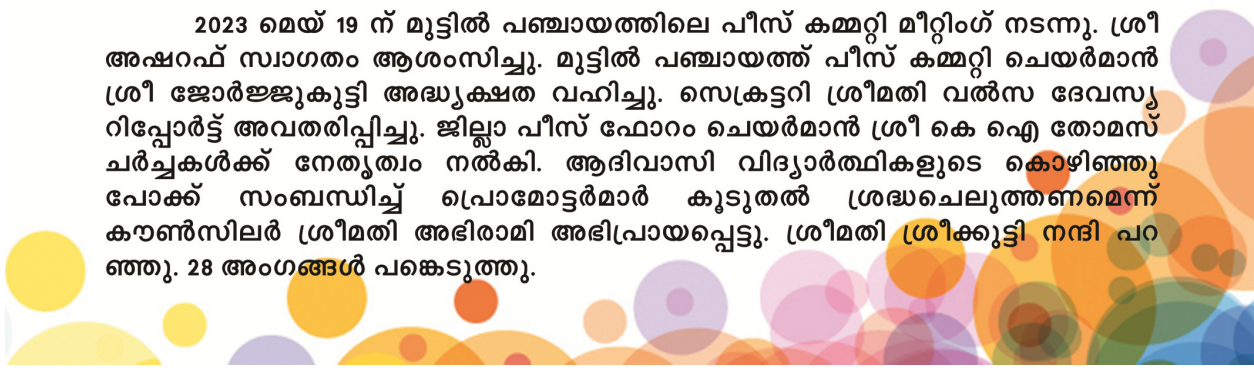 2023 മെയ് 19 ന് മുട്ടിൽ പഞ്ചായത്തിലെ പീസ് കമ്മറ്റി മീറ്റിംഗ് നടന്നു. ശ്രീ
അഷറഫ് സ്വാഗതം ആശംസിച്ചു. മുട്ടിൽ പഞ്ചായത്ത് പീസ് കമ്മറ്റി ചെയർമാൻ
ശ്രീ ജോർജ്ജുകുട്ടി അദ്ധ്യക്ഷത വഹിച്ചു. സെക്രട്ടറി ശ്രീമതി വൽസ ദേവസ്യ
റിപ്പോർട്ട് അവതരിപ്പിച്ചു. ജില്ലാ പീസ് ഫോറം ചെയർമാൻ ശ്രീ കെ ഐ തോമസ്
ചർച്ചകൾക്ക് നേതൃത്വം നൽകി. ആദിവാസി വിദ്യാർത്ഥികളുടെ കൊഴിഞ്ഞു
പോക്ക് സംബന്ധിച്ച് പ്രൊമോട്ടർമാർ കൂടുതൽ ശ്രദ്ധചെലുത്തണമെന്ന്
കൗൺസിലർ ശ്രീമതി അഭിരാമി അഭിപ്രായപ്പെട്ടു. ശ്രീമതി ശ്രീക്കുട്ടി നന്ദി പറ
ഞ്ഞു. 28 അംഗങ്ങൾ പങ്കെടുത്തു.